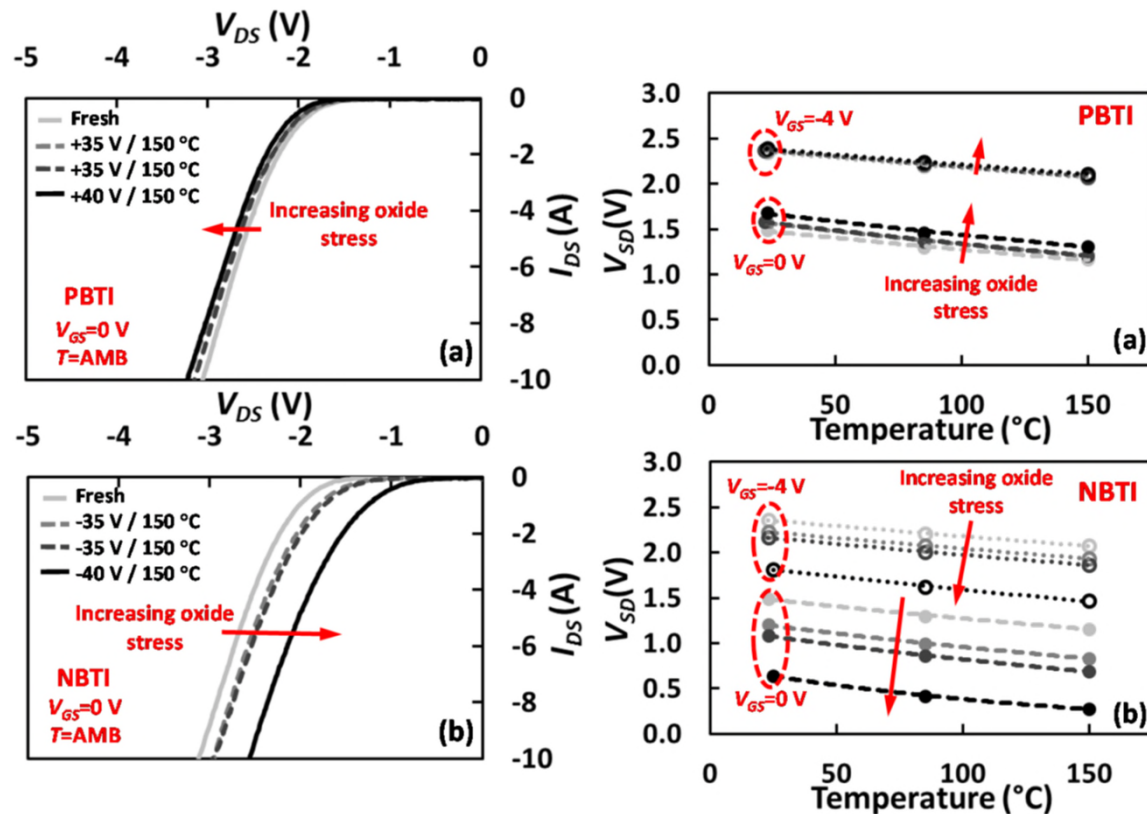 V_DS (V)
-5 -4 -3 -2 -1 0
Fresh
+35 V / 150 °C
+35 V / 150 °C
+40 V / 150 °C
Increasing oxide
stress
PBTI
V_GS=0 V
T=AMB
(a)
0
-2
-4
-6
-8
-10
I_DS (A)
V_DS (V)
-5 -4 -3 -2 -1 0
Fresh
-35 V / 150 °C
-35 V / 150 °C
-40 V / 150 °C
Increasing oxide
stress
NBTI
V_GS=0 V
T=AMB
(b)
0
-2
-4
-6
-8
-10
I_DS (A)
3.0
2.5
2.0
1.5
1.0
0.5
0.0
V_SD(V)
V_GS=-4 V
PBTI
V_GS=0 V
Increasing oxide
stress
(a)
0 50 100 150
Temperature (°C)
3.0
2.5
2.0
1.5
1.0
0.5
0.0
V_SD(V)
V_GS=-4 V
Increasing oxide
stress
NBTI
V_GS=0 V
(b)
0 50 100 150
Temperature (°C)